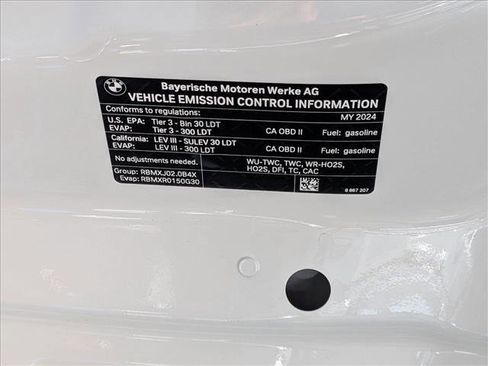 BMW
Bayerische Motoren Werke AG
VEHICLE EMISSION CONTROL INFORMATION
Conforms to regulations: MY 2024
U.S. EPA: Tier 3 - Bin 30 LDT CA OBD II Fuel: gasoline
EVAP: Tier 3 - 300 LDT
California: LEV III - SULEV 30 LDT CA OBD II Fuel: gasoline
EVAP: LEV III - 300 LDT
No adjustments needed. WU-TWC, TWC, WR-HO2S,
HO2S, DFI, TC, CAC
Group: RBMXJ02.0B4X
Evap: RBMXR0150G30
8 867 207